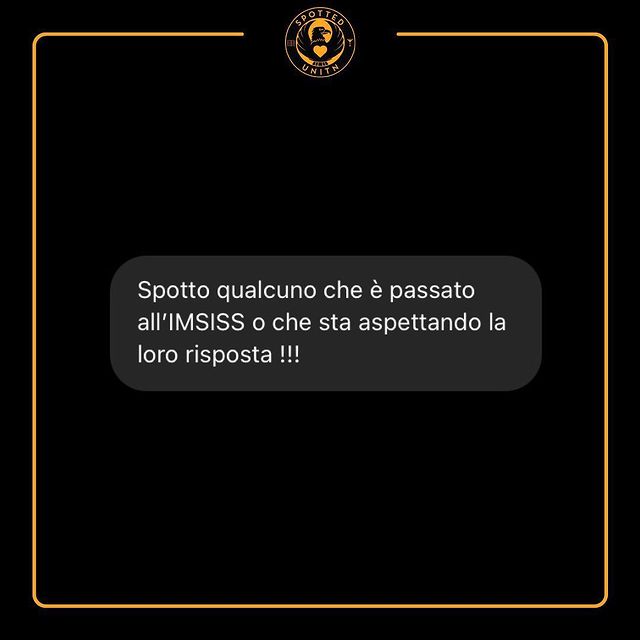 SPOTTED
UNITN
Spotto qualcuno che è passato
all’IMSISS o che sta aspettando la
loro risposta !!!